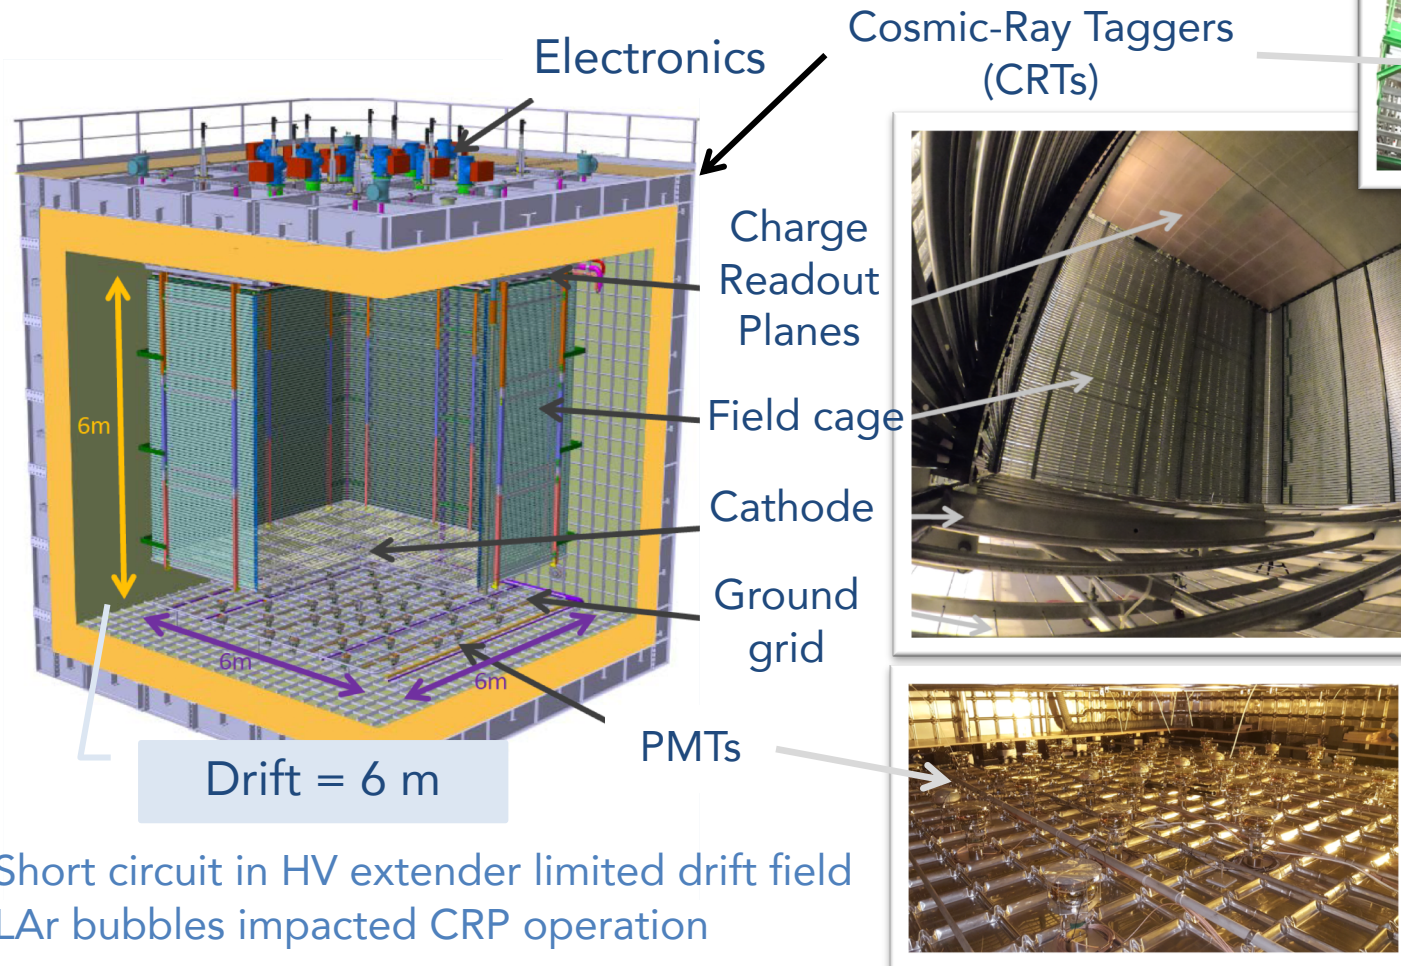 Electronics
Cosmic-Ray Taggers
(CRTs)
Charge
Readout
Planes
6m
Field cage
Cathode
Ground
grid
6m
6m
PMTs
Drift = 6 m
Short circuit in HV extender limited drift field
LAr bubbles impacted CRP operation